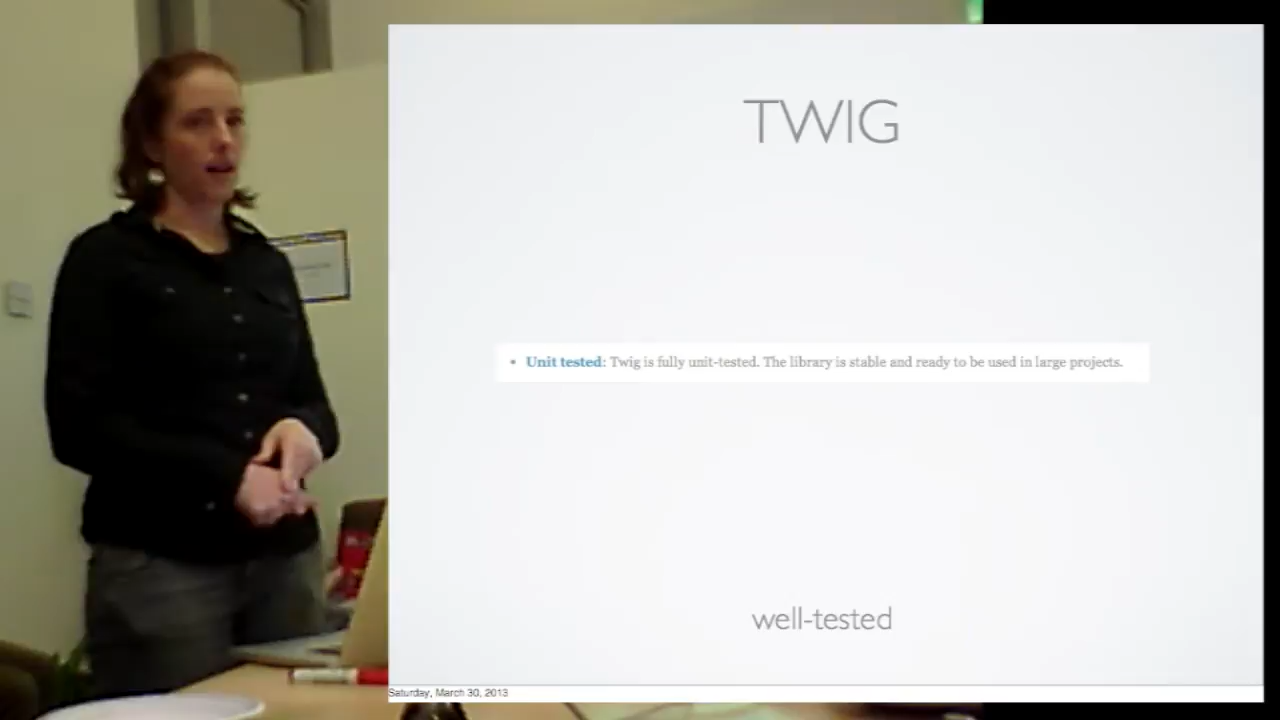 TWIG
• Unit tested: Twig is fully unit-tested. The library is stable and ready to be used in large projects.
well-tested
Saturday, March 30, 2013